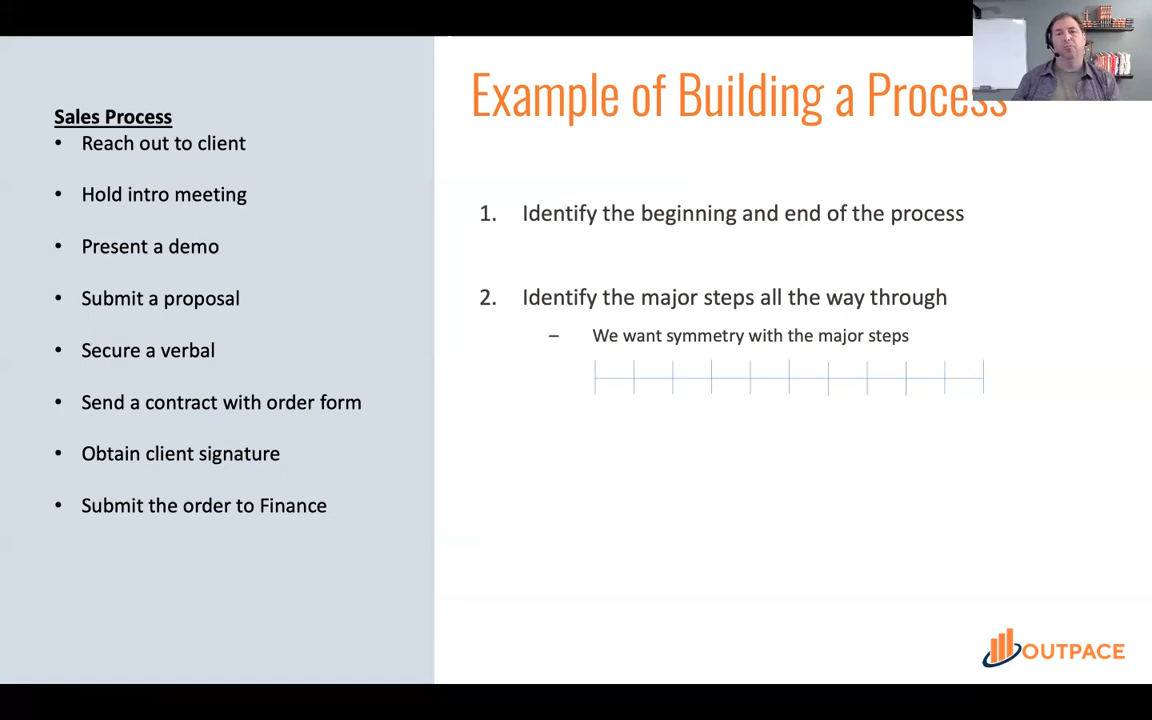 Sales Process
• Reach out to client
• Hold intro meeting
• Present a demo
• Submit a proposal
• Secure a verbal
• Send a contract with order form
• Obtain client signature
• Submit the order to Finance
Example of Building a Process
1. Identify the beginning and end of the process
2. Identify the major steps all the way through
– We want symmetry with the major steps
OUTPACE